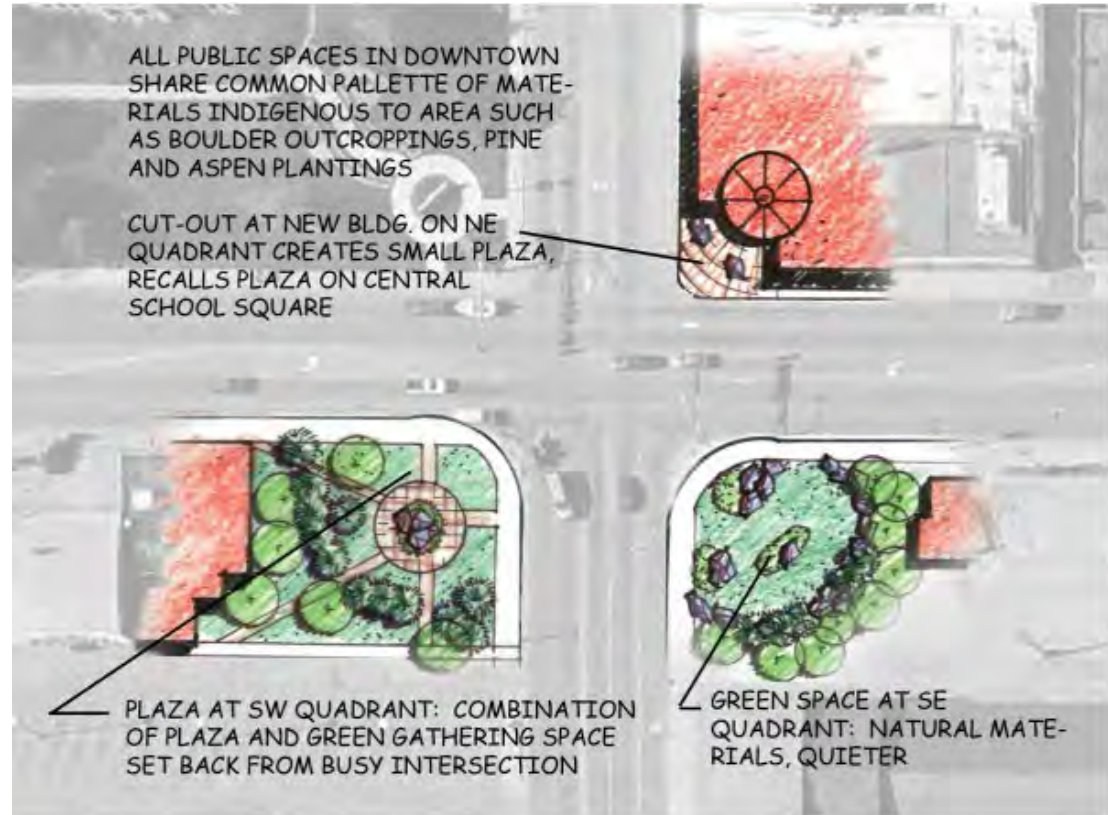 ALL PUBLIC SPACES IN DOWNTOWN
SHARE COMMON PALLETTE OF MATE-
RIALS INDIGENOUS TO AREA SUCH
AS BOULDER OUTCROPPINGS, PINE
AND ASPEN PLANTINGS
CUT-OUT AT NEW BLDG. ON NE
QUADRANT CREATES SMALL PLAZA,
RECALLS PLAZA ON CENTRAL
SCHOOL SQUARE
PLAZA AT SW QUADRANT: COMBINATION
OF PLAZA AND GREEN GATHERING SPACE
SET BACK FROM BUSY INTERSECTION
GREEN SPACE AT SE
QUADRANT: NATURAL MATE-
RIALS, QUIETER